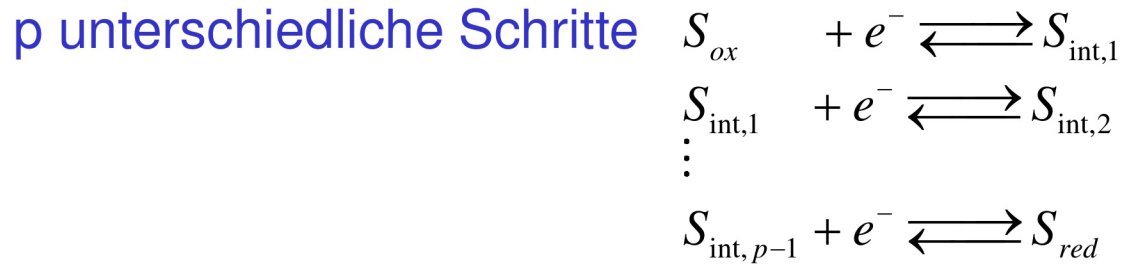 p unterschiedliche Schritte S_ox + e⁻ ⇄ S_int,1
S_int,1 + e⁻ ⇄ S_int,2
⋮
S_int,p−1 + e⁻ ⇄ S_red